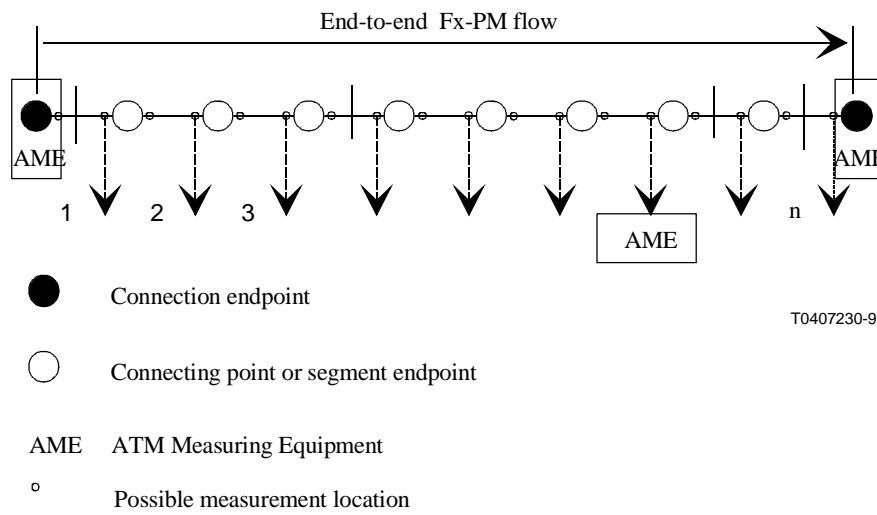 End-to-end Fx-PM flow
AME
AME
1 2 3 n
AME
Connection endpoint
T0407230-9
Connecting point or segment endpoint
AME ATM Measuring Equipment
Possible measurement location